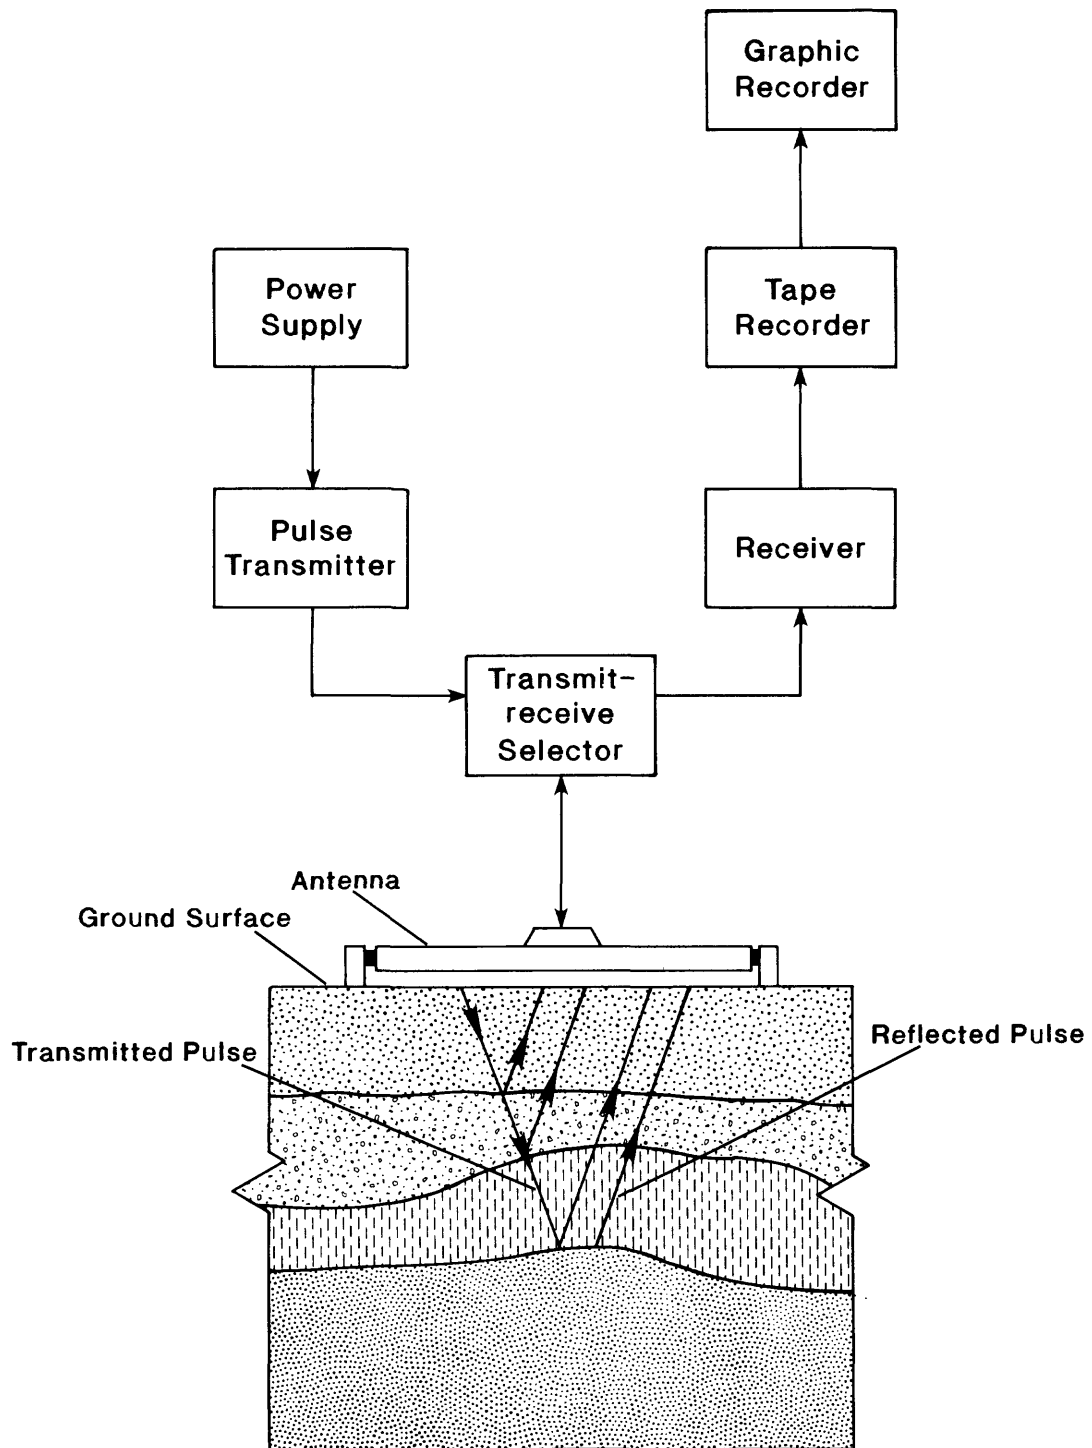 Graphic
Recorder
Power
Supply
Tape
Recorder
Pulse
Transmitter
Receiver
Transmit-
receive
Selector
Antenna
Ground Surface
Transmitted Pulse
Reflected Pulse